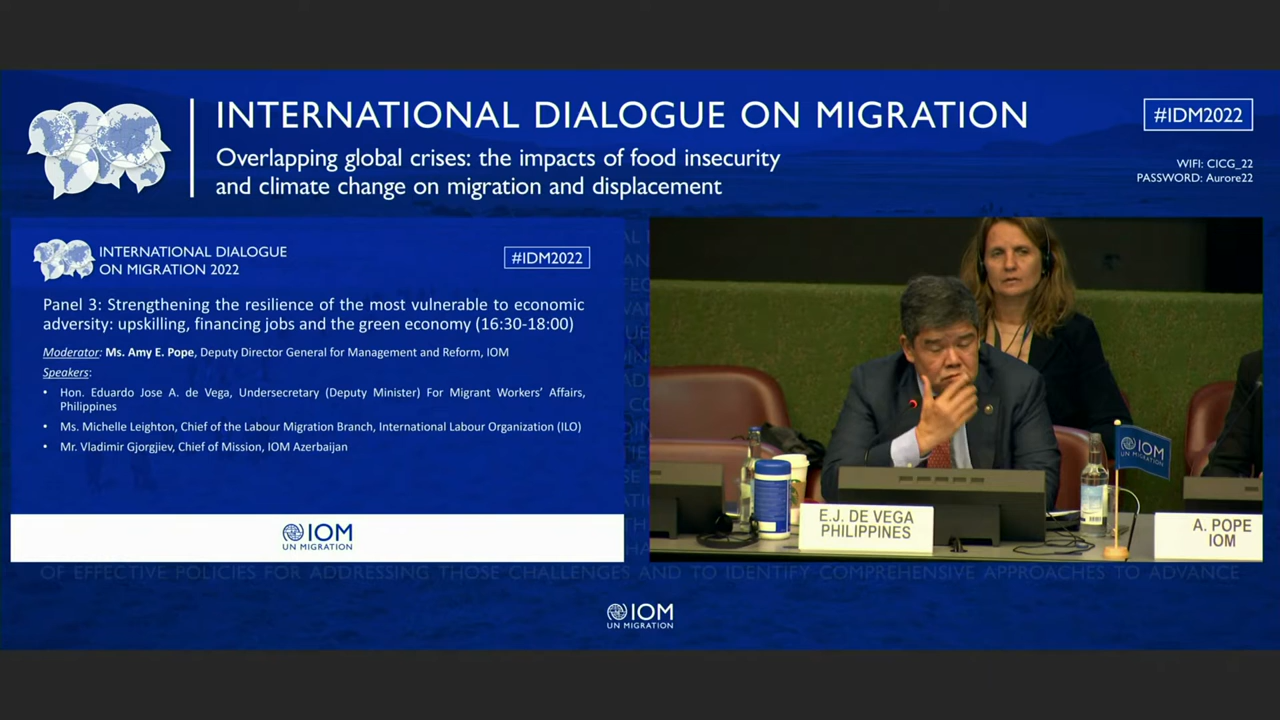 INTERNATIONAL DIALOGUE ON MIGRATION
Overlapping global crises: the impacts of food insecurity
and climate change on migration and displacement
#IDM2022
WIFI: CICG_22
PASSWORD: Aurore22
INTERNATIONAL DIALOGUE
ON MIGRATION 2022
#IDM2022
Panel 3: Strengthening the resilience of the most vulnerable to economic
adversity: upskilling, financing jobs and the green economy (16:30-18:00)
Moderator: Ms. Amy E. Pope, Deputy Director General for Management and Reform, IOM
Speakers:
• Hon. Eduardo Jose A. de Vega, Undersecretary (Deputy Minister) For Migrant Workers' Affairs,
Philippines
• Ms. Michelle Leighton, Chief of the Labour Migration Branch, International Labour Organization (ILO)
• Mr. Vladimir Gjorgjiev, Chief of Mission, IOM Azerbaijan
IOM
UN MIGRATION
IOM
UN MIGRATION
E.J. DE VEGA
PHILIPPINES
A. POPE
IOM
OF EFFECTIVE POLICIES FOR ADDRESSING THOSE CHALLENGES AND TO IDENTIFY COMPREHENSIVE APPROACHES TO ADVANCE
IOM
UN MIGRATION